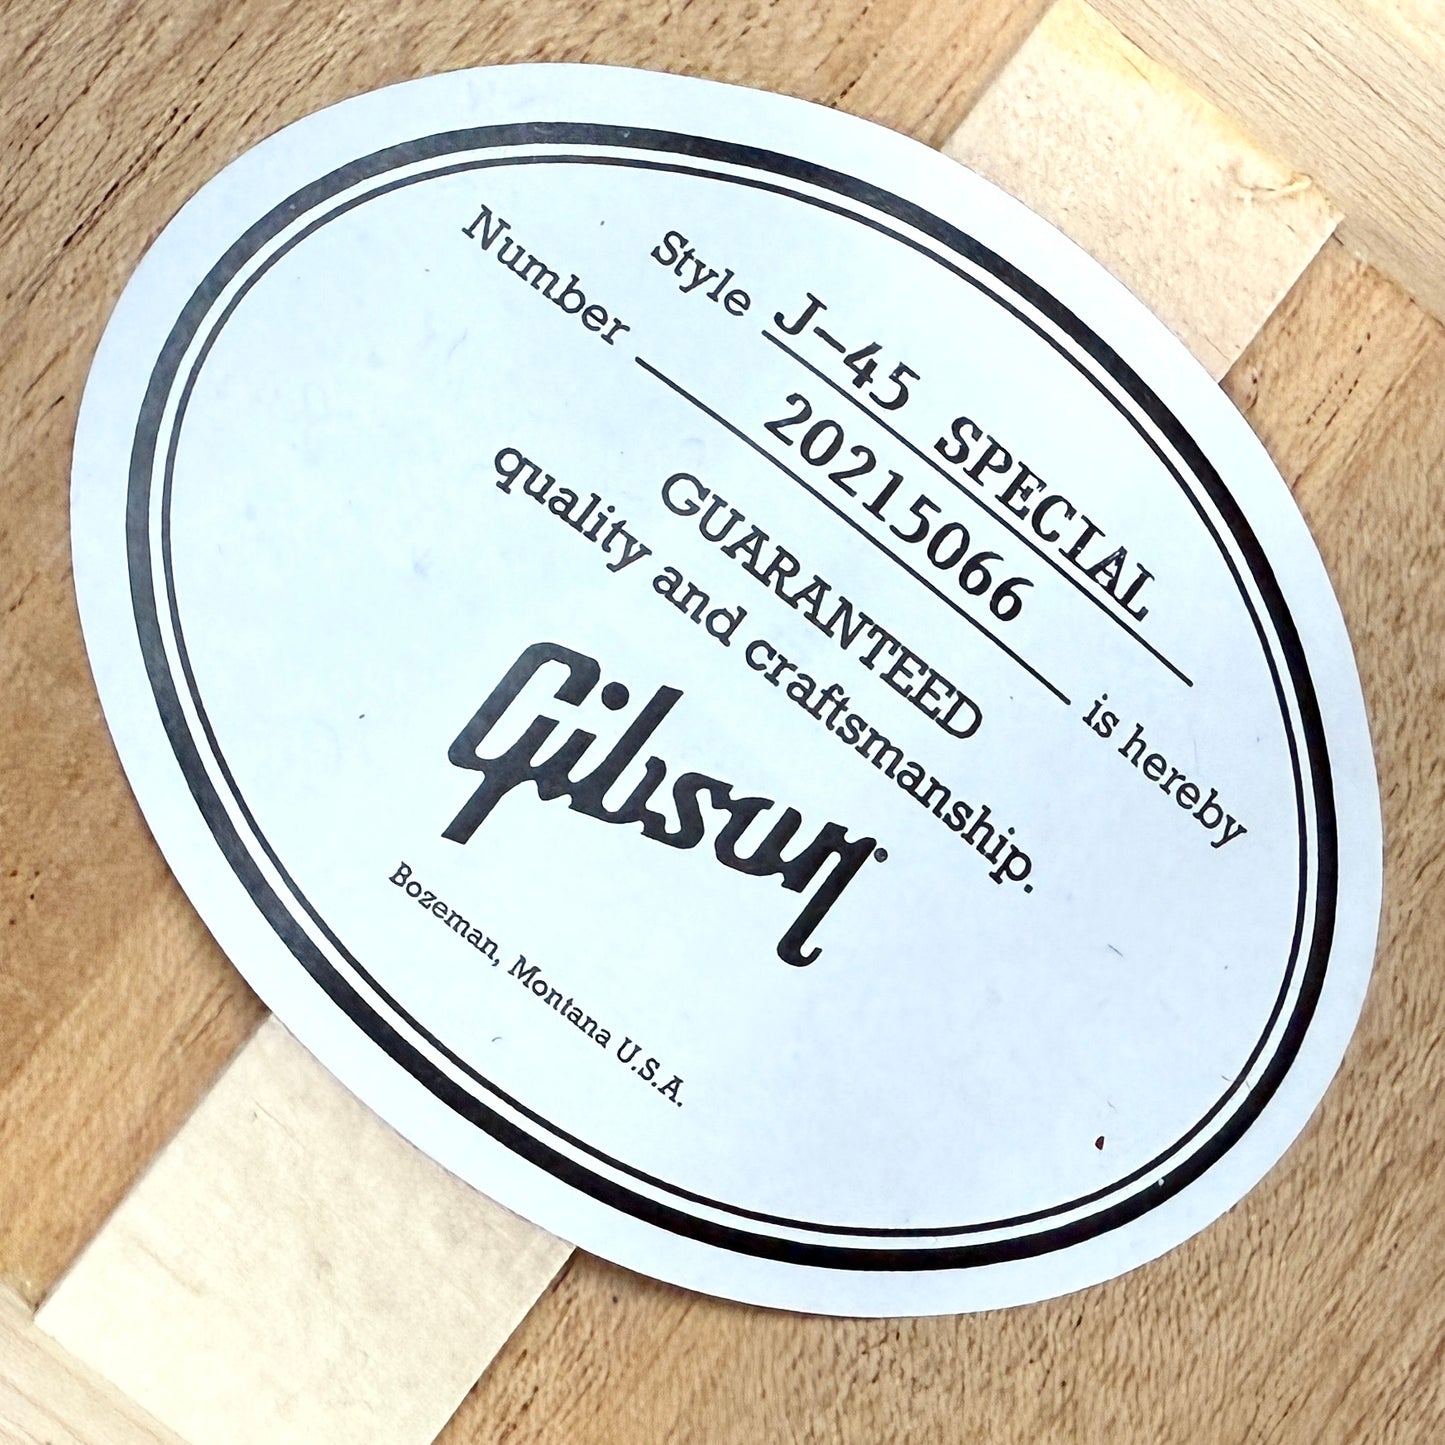 Style J-45 SPECIAL
Number 20215066 is hereby
GUARANTEED
quality and craftsmanship.
Gibson®
Bozeman, Montana U.S.A.